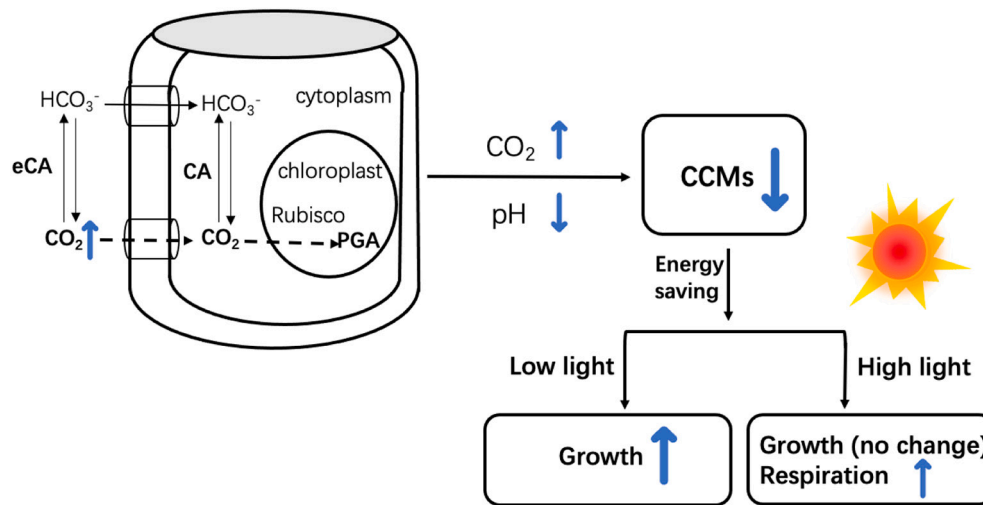 HCO₃⁻
HCO₃⁻
cytoplasm
eCA
CA
chloroplast
Rubisco
CO₂
CO₂
PGA
CO₂
pH
CCMs
Energy
saving
Low light
High light
Growth
Growth (no change)
Respiration